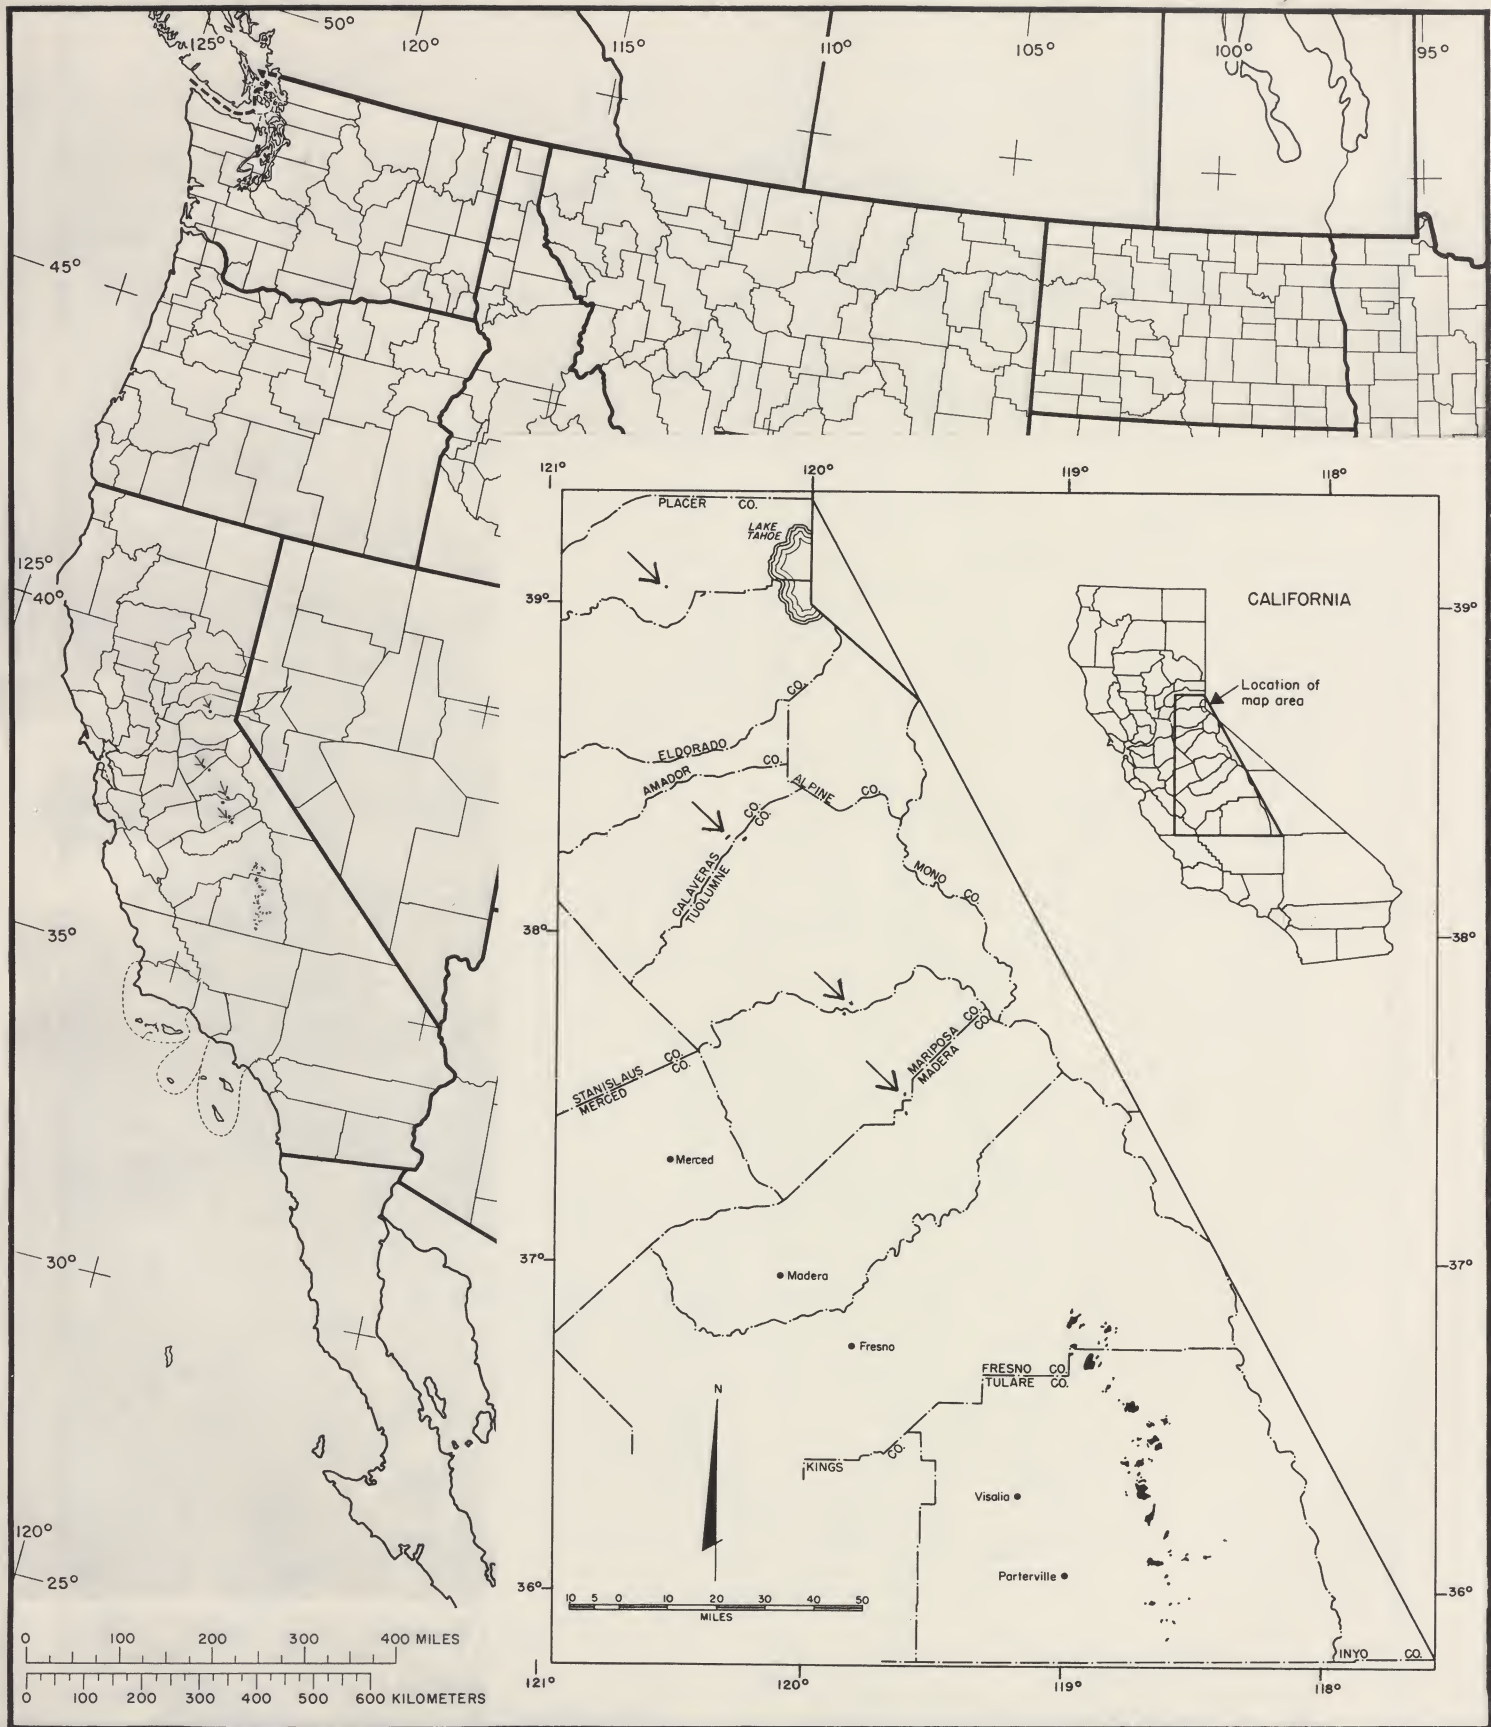 50°
125°
120°
115°
110°
105°
100°
95°
45°
125°
40°
35°
30°
120°
25°
0 100 200 300 400 MILES
0 100 200 300 400 500 600 KILOMETERS
121°
120°
119°
118°
PLACER CO.
LAKE
TAHOE
39°
39°
CALIFORNIA
Location of
map area
CO.
ELDORADO
AMADOR CO.
ALPINE CO.
CO.
CO.
CALAVERAS
TUOLUMNE
MONO CO.
38°
38°
CO.
CO.
MARIPOSA
MADERA
CO.
CO.
STANISLAUS
MERCED
Merced
37°
37°
Madera
Fresno
FRESNO CO.
TULARE CO.
N
KINGS CO.
Visalia
Parterville
36°
36°
10 5 0 10 20 30 40 50
MILES
INYO CO.
121°
120°
119°
118°